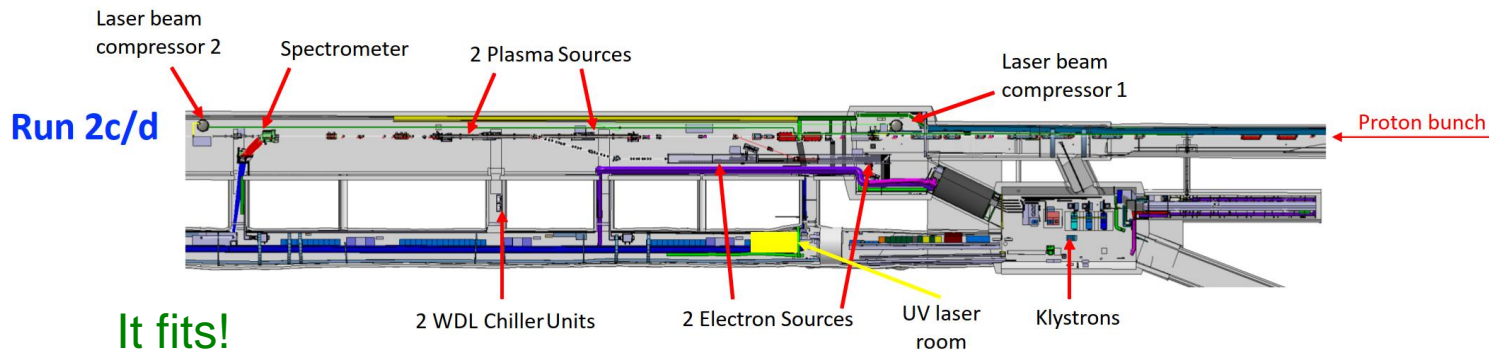 Laser beam
compressor 2
Spectrometer
2 Plasma Sources
Laser beam
compressor 1
Run 2c/d
Proton bunch
2 WDL Chiller Units
2 Electron Sources
UV laser
room
Klystrons
It fits!